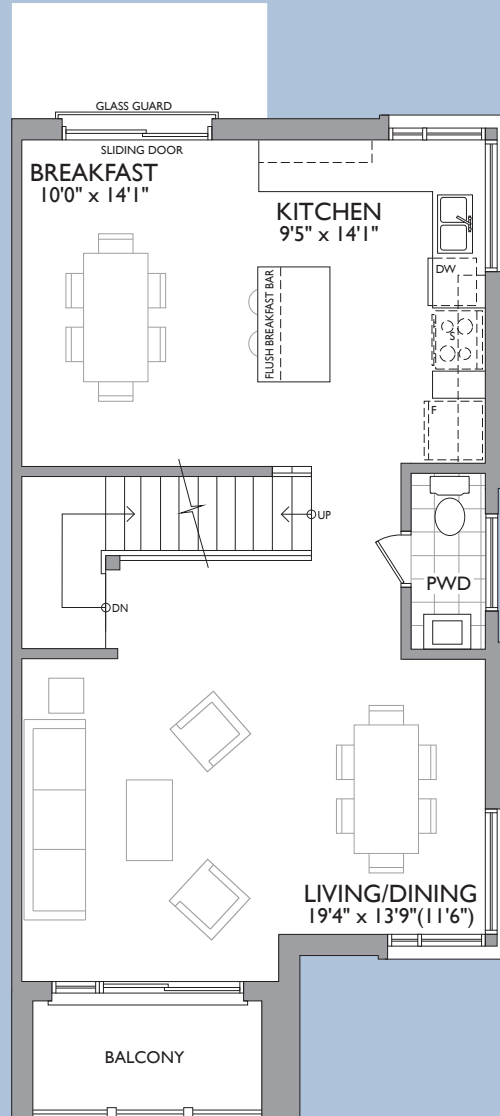 GLASS GUARD
SLIDING DOOR
BREAKFAST
10'0" x 14'1"
KITCHEN
9'5" x 14'1"
DW
FLUSH BREAKFAST BAR
S
F
UP
PWD
DN
LIVING/DINING
19'4" x 13'9"(11'6")
BALCONY